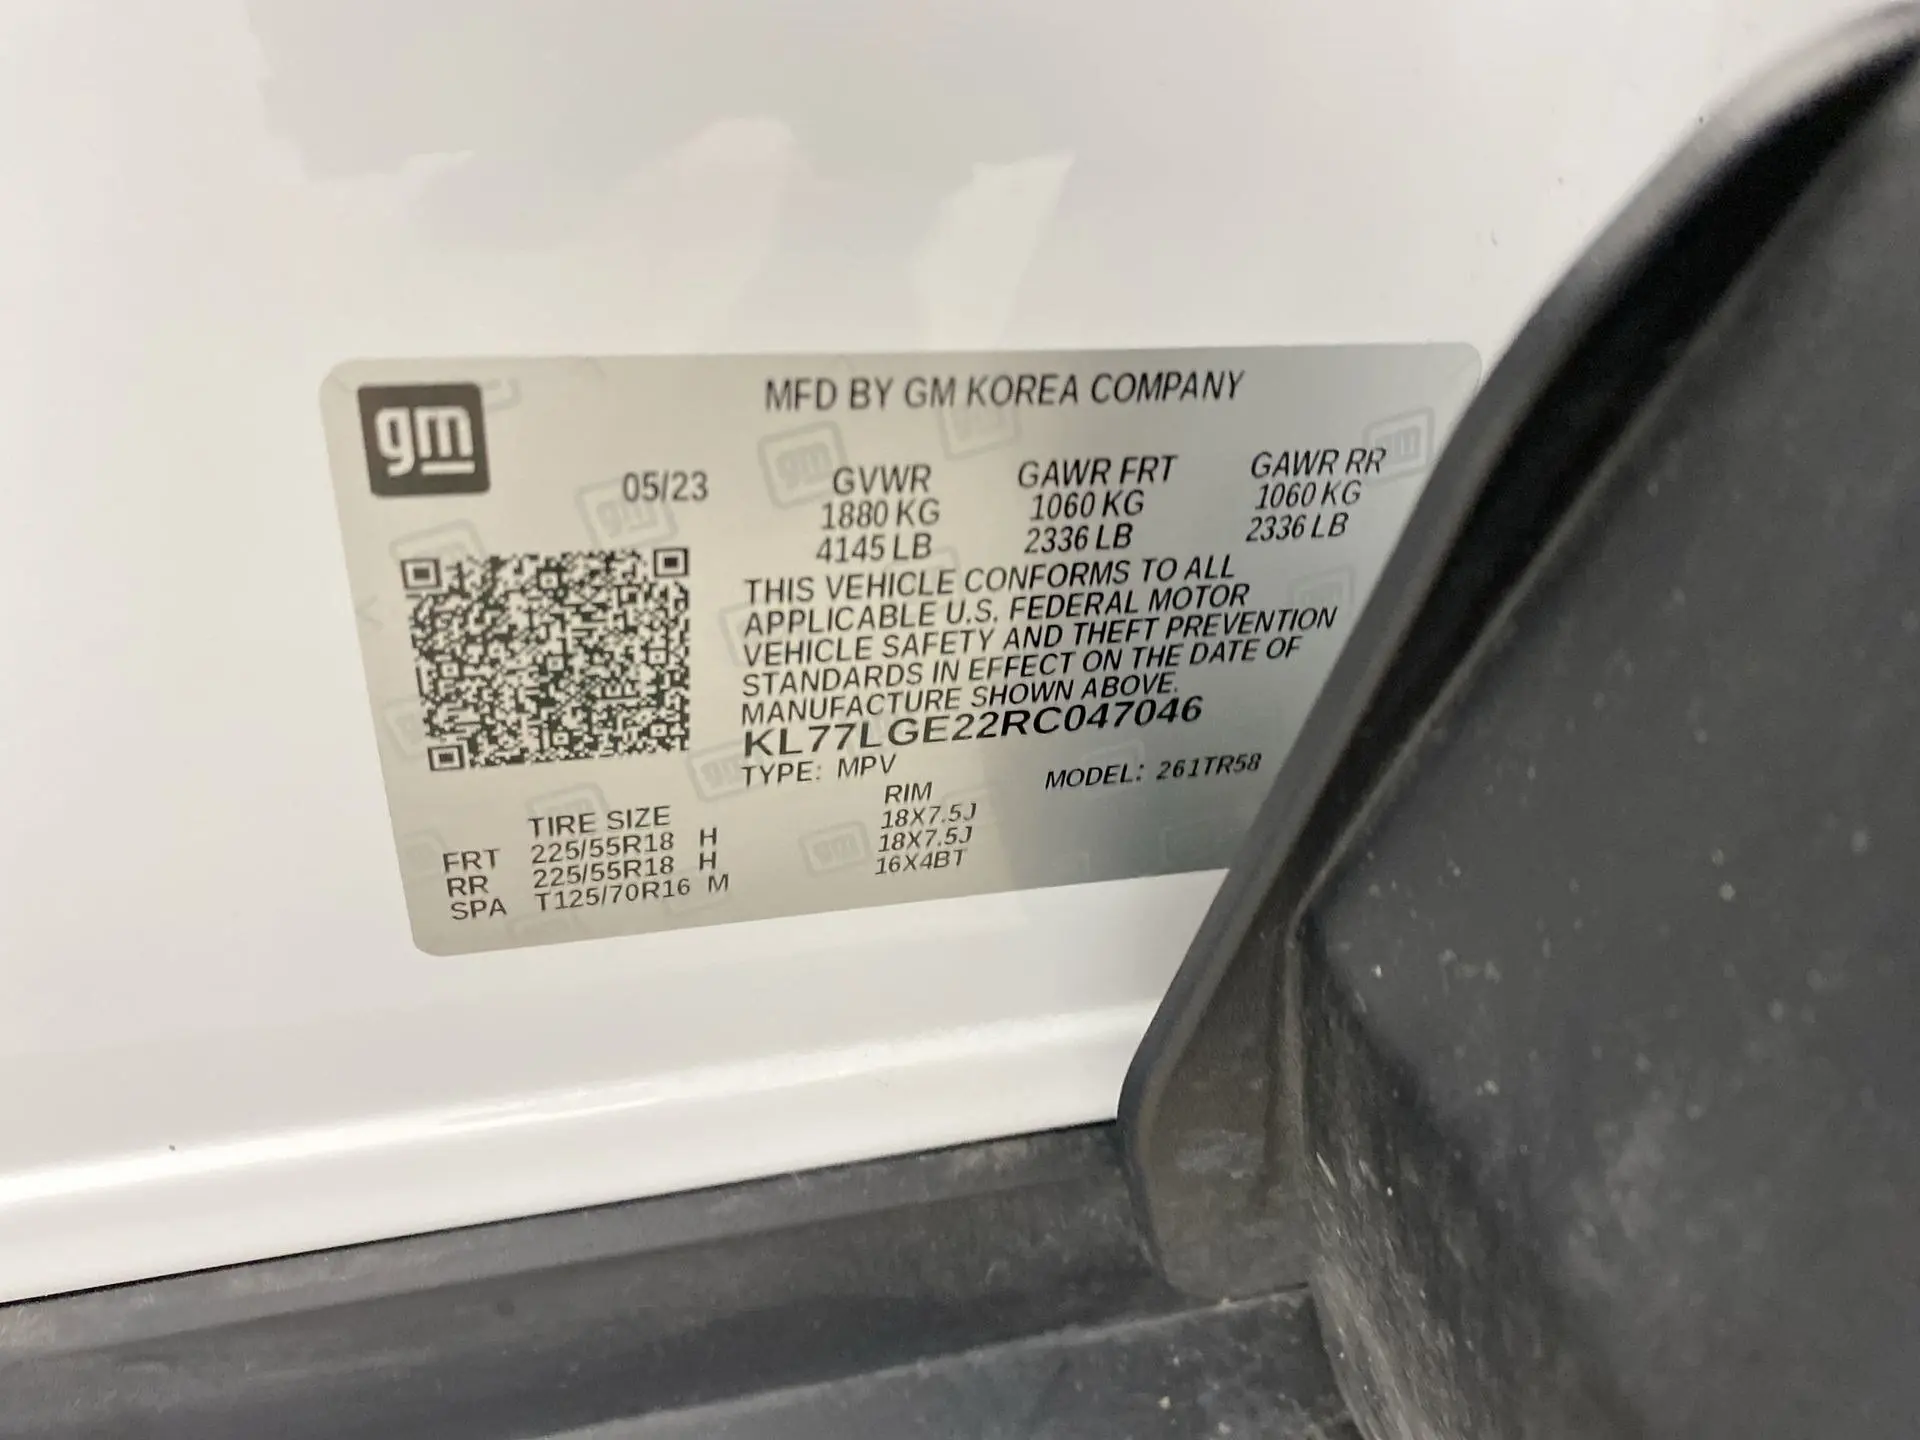 gm
MFD BY GM KOREA COMPANY
05/23
GVWR GAWR FRT GAWR RR
1880 KG 1060 KG 1060 KG
4145 LB 2336 LB 2336 LB
THIS VEHICLE CONFORMS TO ALL
APPLICABLE U.S. FEDERAL MOTOR
VEHICLE SAFETY AND THEFT PREVENTION
STANDARDS IN EFFECT ON THE DATE OF
MANUFACTURE SHOWN ABOVE.
KL77LGE22RC047046
TYPE: MPV MODEL: 261TR58
TIRE SIZE RIM
FRT 225/55R18 H 18X7.5J
RR 225/55R18 H 18X7.5J
SPA T125/70R16 M 16X4BT